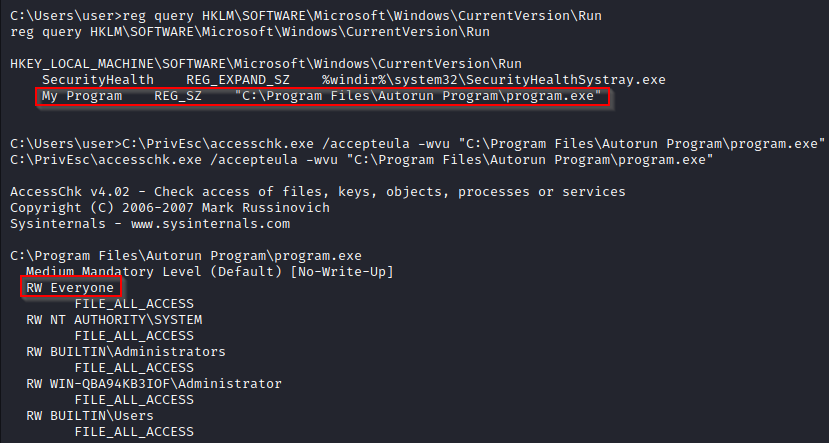 C:\Users\user>reg query HKLM\SOFTWARE\Microsoft\Windows\CurrentVersion\Run
reg query HKLM\SOFTWARE\Microsoft\Windows\CurrentVersion\Run
HKEY_LOCAL_MACHINE\SOFTWARE\Microsoft\Windows\CurrentVersion\Run
    SecurityHealth    REG_EXPAND_SZ    %windir%\system32\SecurityHealthSystray.exe
    My Program    REG_SZ    "C:\Program Files\Autorun Program\program.exe"
C:\Users\user>C:\PrivEsc\accesschk.exe /accepteula -wvu "C:\Program Files\Autorun Program\program.exe"
C:\PrivEsc\accesschk.exe /accepteula -wvu "C:\Program Files\Autorun Program\program.exe"
AccessChk v4.02 - Check access of files, keys, objects, processes or services
Copyright (C) 2006-2007 Mark Russinovich
Sysinternals - www.sysinternals.com
C:\Program Files\Autorun Program\program.exe
  Medium Mandatory Level (Default) [No-Write-Up]
  RW Everyone
        FILE_ALL_ACCESS
  RW NT AUTHORITY\SYSTEM
        FILE_ALL_ACCESS
  RW BUILTIN\Administrators
        FILE_ALL_ACCESS
  RW WIN-QBA94KB3IOF\Administrator
        FILE_ALL_ACCESS
  RW BUILTIN\Users
        FILE_ALL_ACCESS